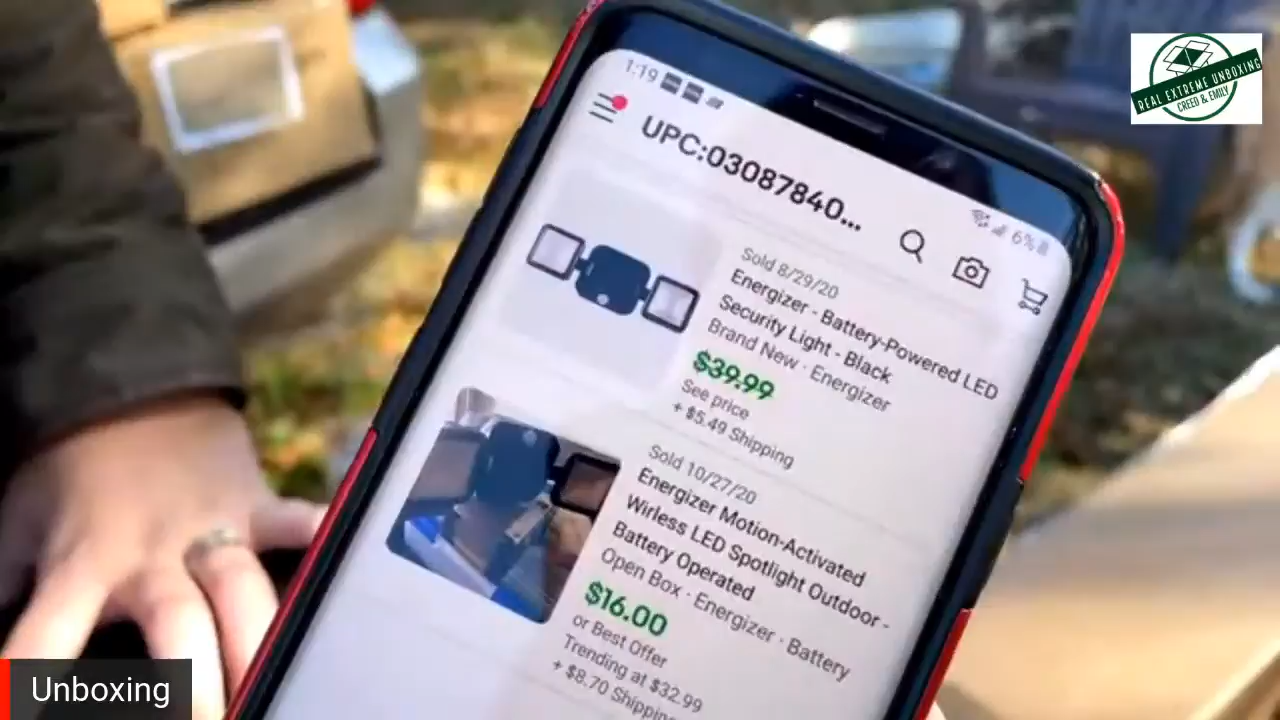 REAL EXTREME UNBOXING
CREED & EMILY
1:19
6%
UPC:03087840...
Sold 8/29/20
Energizer - Battery-Powered LED
Security Light - Black
Brand New · Energizer
$39.99
See price
+ $5.49 Shipping
Sold 10/27/20
Energizer Motion-Activated
Wirless LED Spotlight Outdoor -
Battery Operated
Open Box · Energizer · Battery
$16.00
or Best Offer
Trending at $32.99
+ $8.70 Shipping
Unboxing